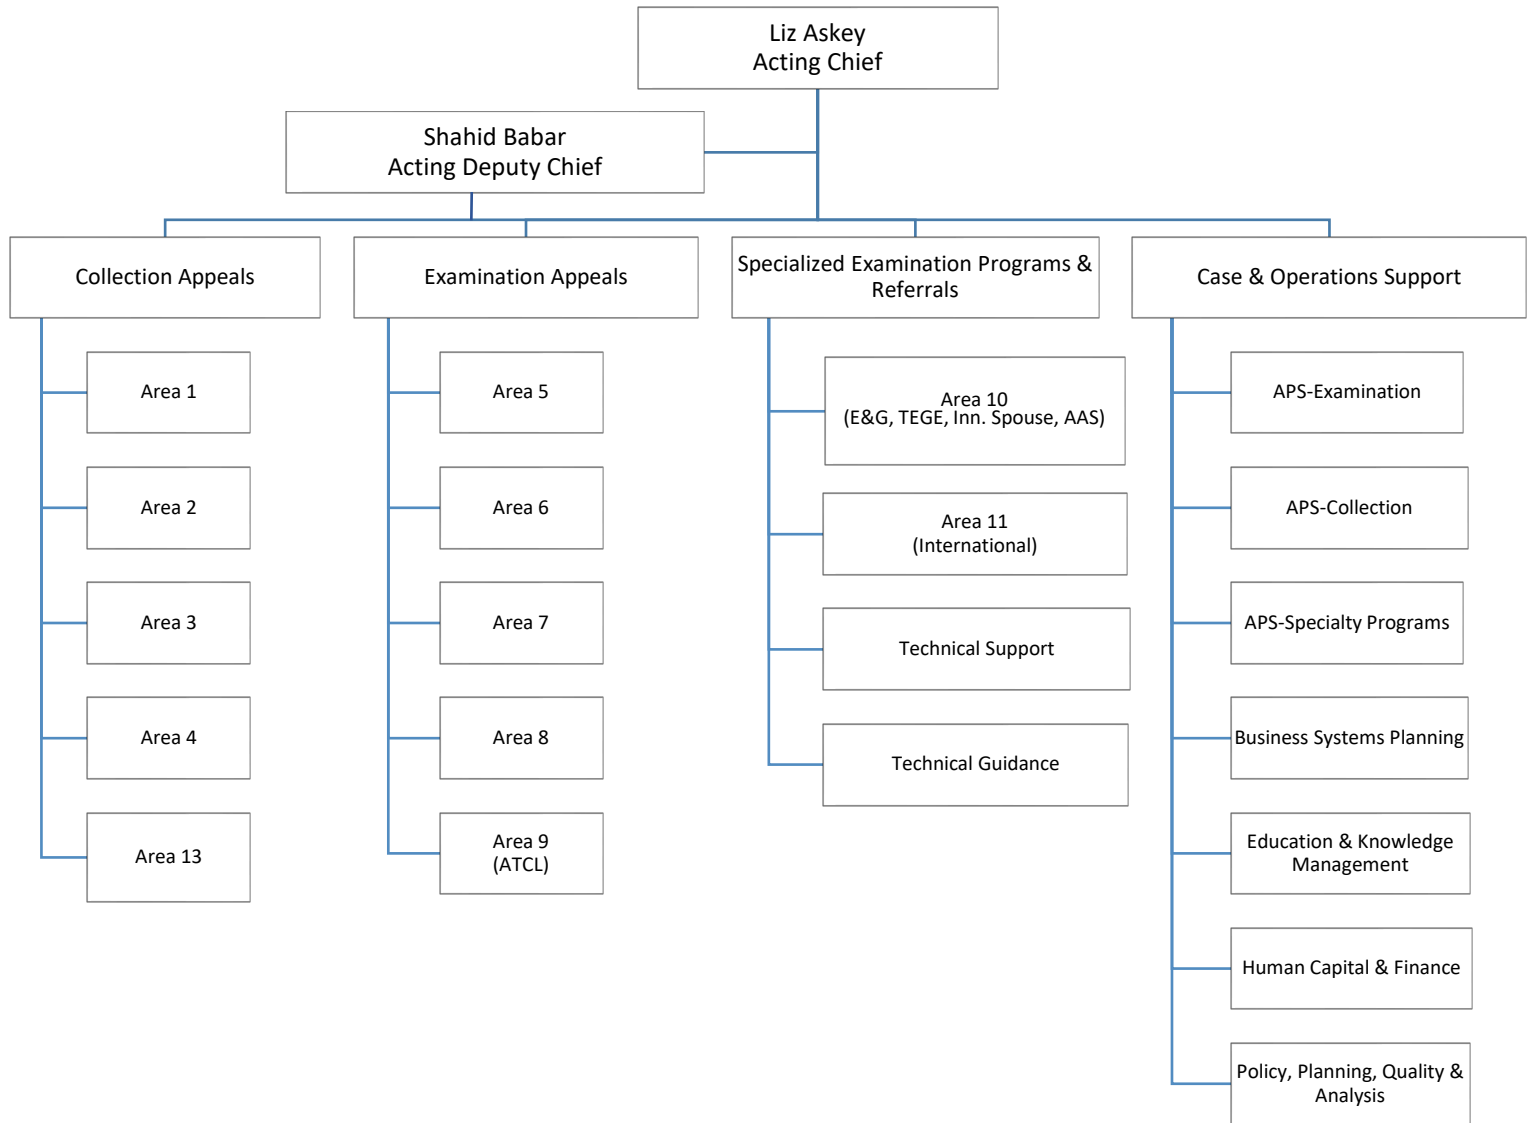 Liz Askey
Acting Chief
Shahid Babar
Acting Deputy Chief
Collection Appeals
Examination Appeals
Specialized Examination Programs &
Referrals
Case & Operations Support
Area 1
Area 2
Area 3
Area 4
Area 13
Area 5
Area 6
Area 7
Area 8
Area 9
(ATCL)
Area 10
(E&G, TEGE, Inn. Spouse, AAS)
Area 11
(International)
Technical Support
Technical Guidance
APS-Examination
APS-Collection
APS-Specialty Programs
Business Systems Planning
Education & Knowledge
Management
Human Capital & Finance
Policy, Planning, Quality &
Analysis